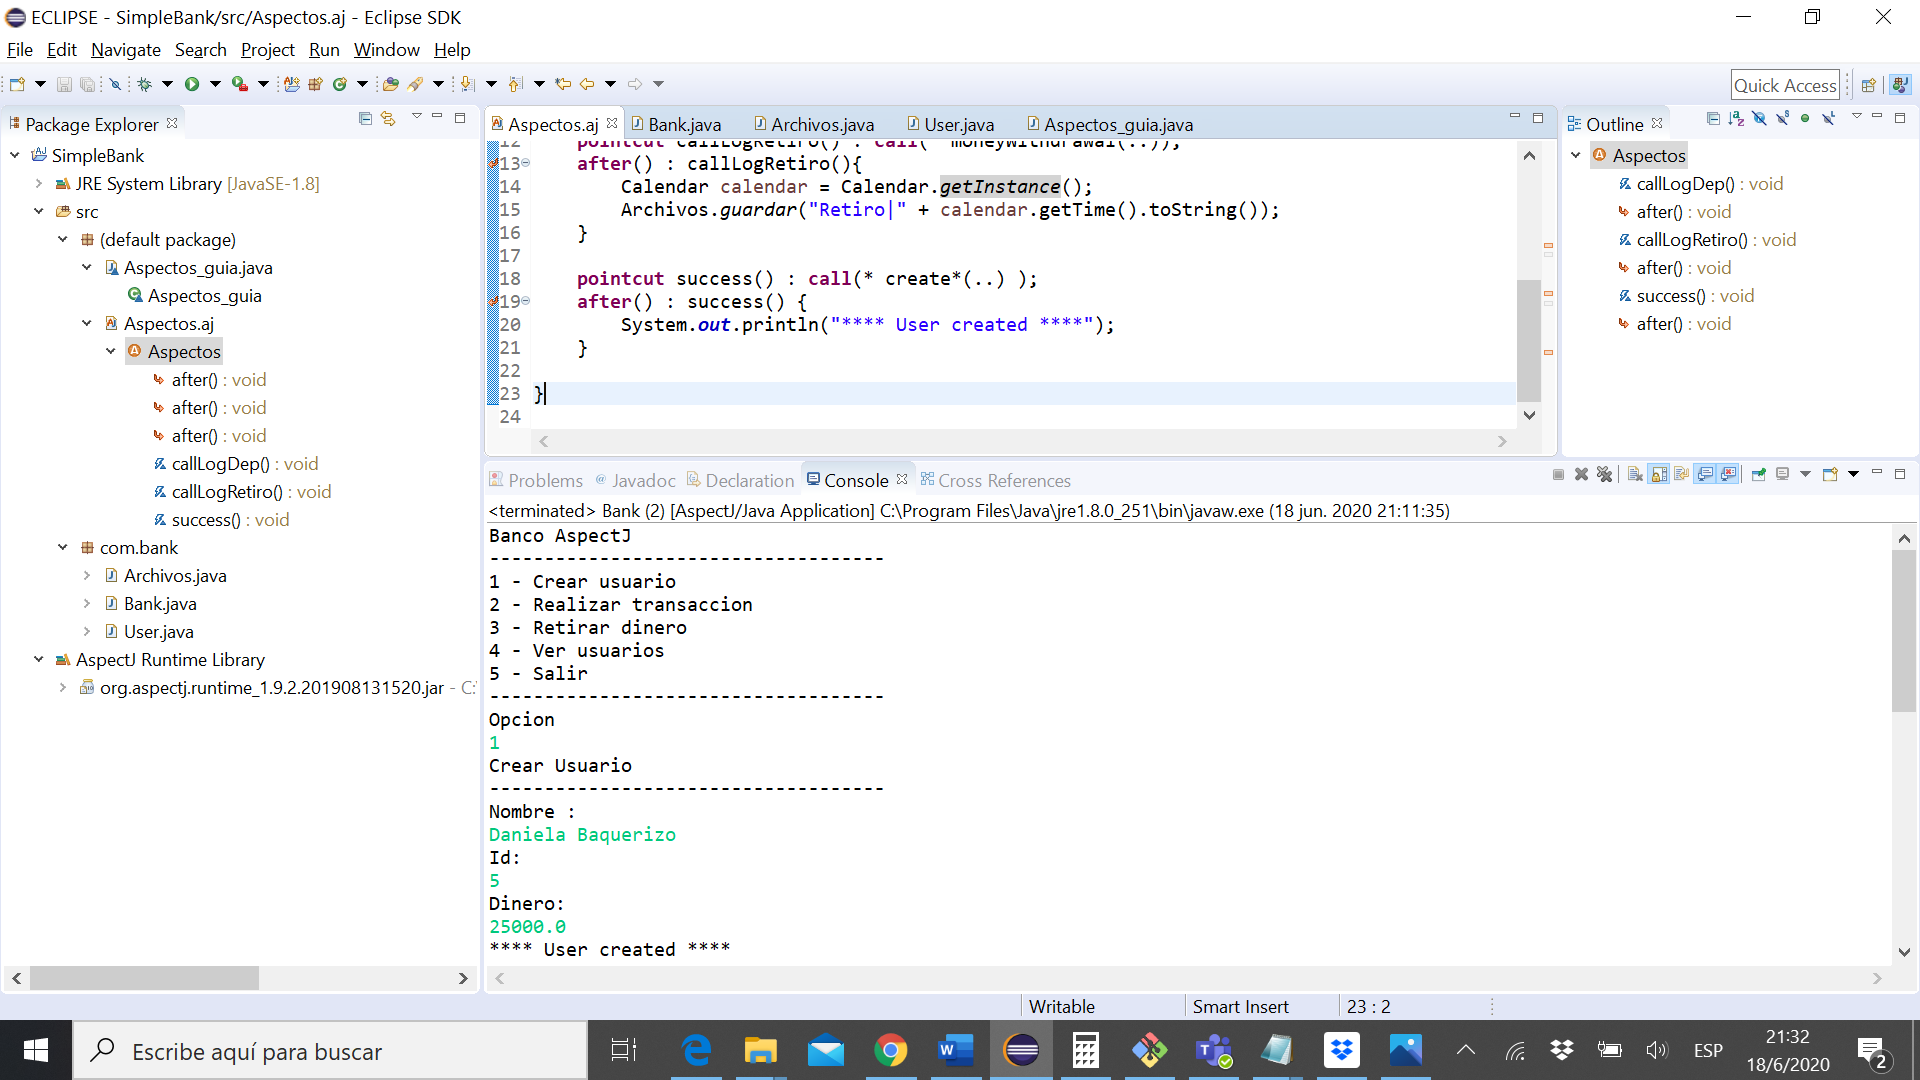 ECLIPSE - SimpleBank/src/Aspectos.aj - Eclipse SDK
File Edit Navigate Search Project Run Window Help
Quick Access
Package Explorer
SimpleBank
JRE System Library [JavaSE-1.8]
src
(default package)
Aspectos_guia.java
Aspectos_guia
Aspectos.aj
Aspectos
after() : void
after() : void
after() : void
callLogDep() : void
callLogRetiro() : void
success() : void
com.bank
Archivos.java
Bank.java
User.java
AspectJ Runtime Library
org.aspectj.runtime_1.9.2.201908131520.jar - C:
Aspectos.aj Bank.java Archivos.java User.java Aspectos_guia.java
12 pointcut callLogRetiro() : call( * moneyWithdrawal(..));
13 after() : callLogRetiro(){
14 Calendar calendar = Calendar.getInstance();
15 Archivos.guardar("Retiro|" + calendar.getTime().toString());
16 }
17
18 pointcut success() : call(* create*(..) );
19 after() : success() {
20 System.out.println("**** User created ****");
21 }
22
23 }
24
Outline
Aspectos
callLogDep() : void
after() : void
callLogRetiro() : void
after() : void
success() : void
after() : void
Problems Javadoc Declaration Console Cross References
<terminated> Bank (2) [AspectJ/Java Application] C:\Program Files\Java\jre1.8.0_251\bin\javaw.exe (18 jun. 2020 21:11:35)
Banco AspectJ
------------------------------------
1 - Crear usuario
2 - Realizar transaccion
3 - Retirar dinero
4 - Ver usuarios
5 - Salir
------------------------------------
Opcion
1
Crear Usuario
------------------------------------
Nombre :
Daniela Baquerizo
Id:
5
Dinero:
25000.0
**** User created ****
Writable Smart Insert 23 : 2
Escribe aquí para buscar
ESP
21:32
18/6/2020
2